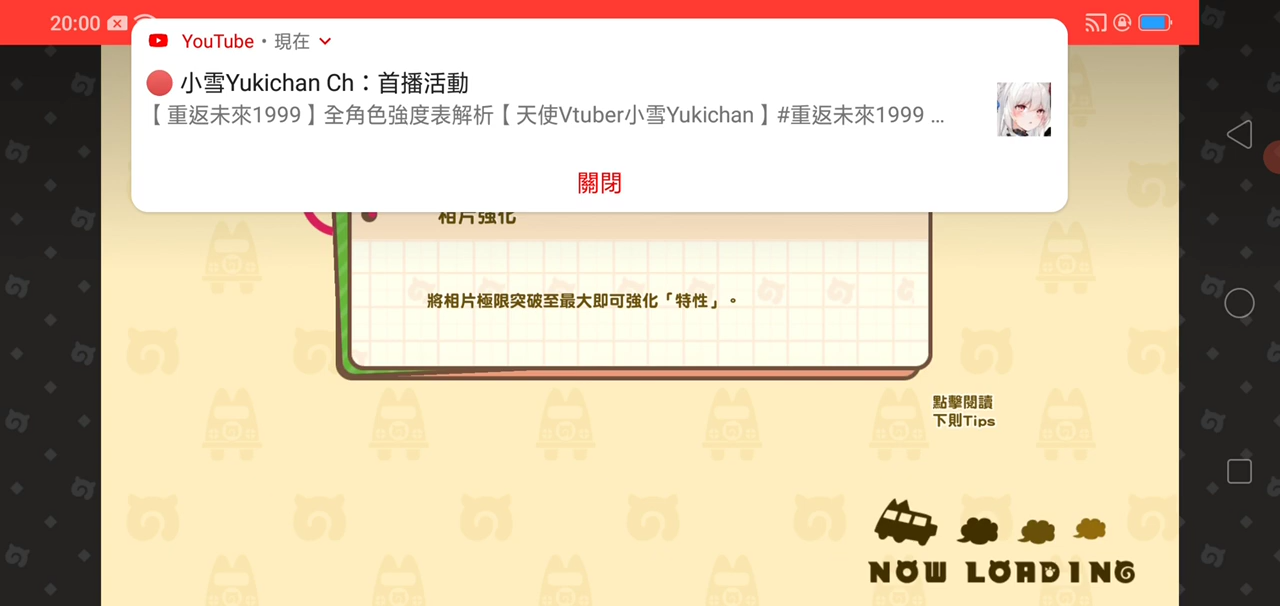 20:00
YouTube • 現在
小雪Yukichan Ch：首播活動
【重返未來1999】全角色強度表解析【天使Vtuber小雪Yukichan】#重返未來1999 ...
關閉
相片強化
將相片極限突破至最大即可強化「特性」。
點擊閱讀
下則Tips
NOW LOADING